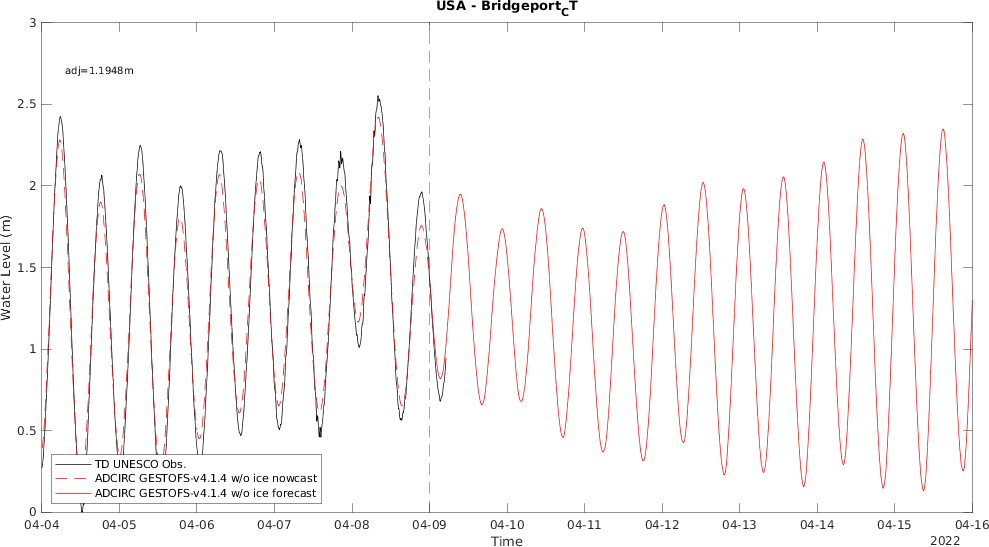 USA - Bridgeport_CT
adj=1.1948m
3
2.5
2
1.5
1
0.5
0
Water Level (m)
TD UNESCO Obs.
ADCIRC GESTOFS-v4.1.4 w/o ice nowcast
ADCIRC GESTOFS-v4.1.4 w/o ice forecast
04-04 04-05 04-06 04-07 04-08 04-09 04-10 04-11 04-12 04-13 04-14 04-15 04-16
Time
2022